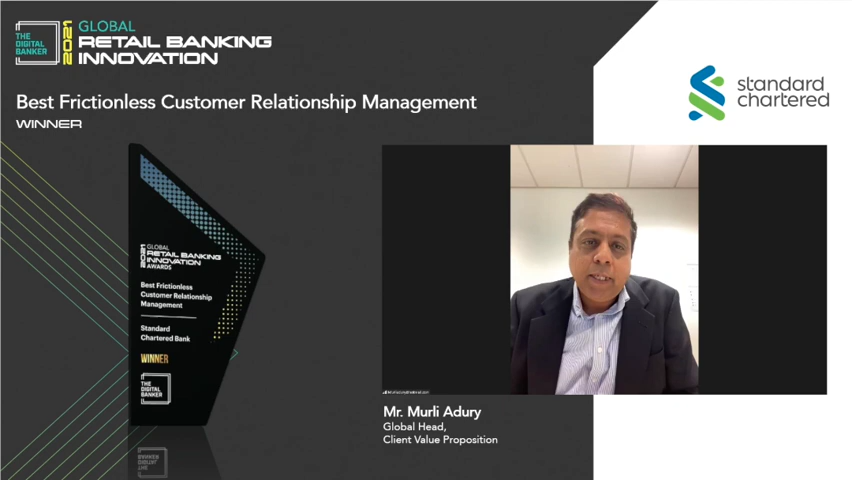 THE
DIGITAL
BANKER
2021
GLOBAL
RETAIL BANKING
INNOVATION
Best Frictionless Customer Relationship Management
WINNER
standard
chartered
2021
GLOBAL
RETAIL BANKING
INNOVATION
AWARDS
Best Frictionless
Customer Relationship
Management
Standard
Chartered Bank
WINNER
THE
DIGITAL
BANKER
Mr. Murli Adury
Global Head,
Client Value Proposition